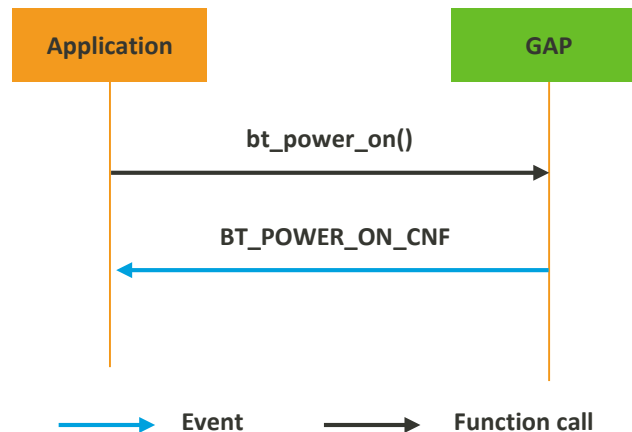 Application
GAP
bt_power_on()
BT_POWER_ON_CNF
Event
Function call